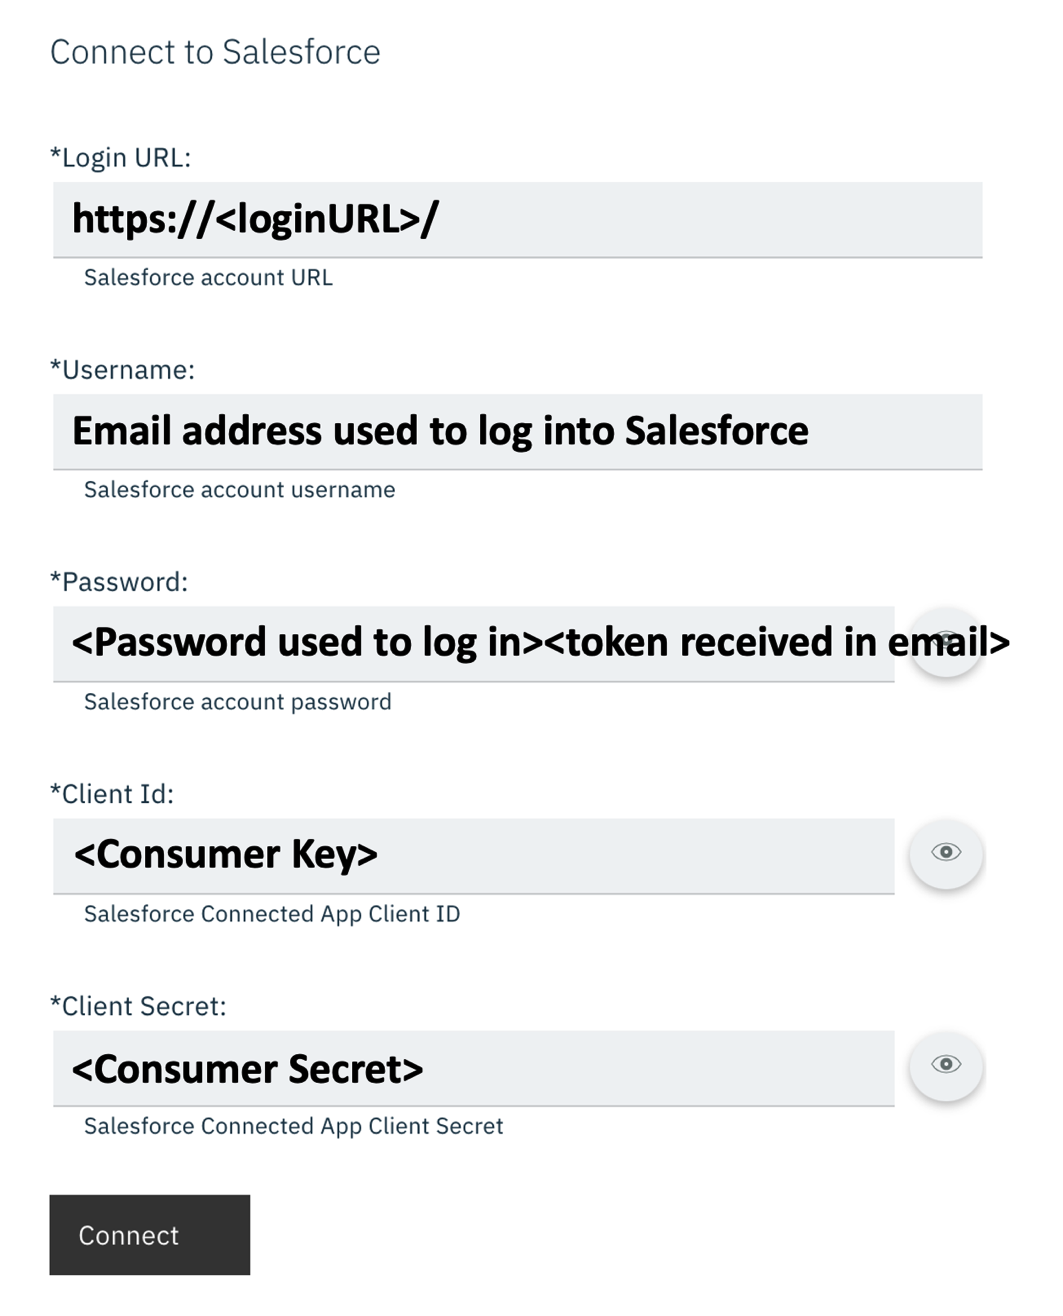 Connect to Salesforce
*Login URL:
https://<loginURL>/
Salesforce account URL
*Username:
Email address used to log into Salesforce
Salesforce account username
*Password:
<Password used to log in><token received in email>
Salesforce account password
*Client Id:
<Consumer Key>
Salesforce Connected App Client ID
*Client Secret:
<Consumer Secret>
Salesforce Connected App Client Secret
Connect